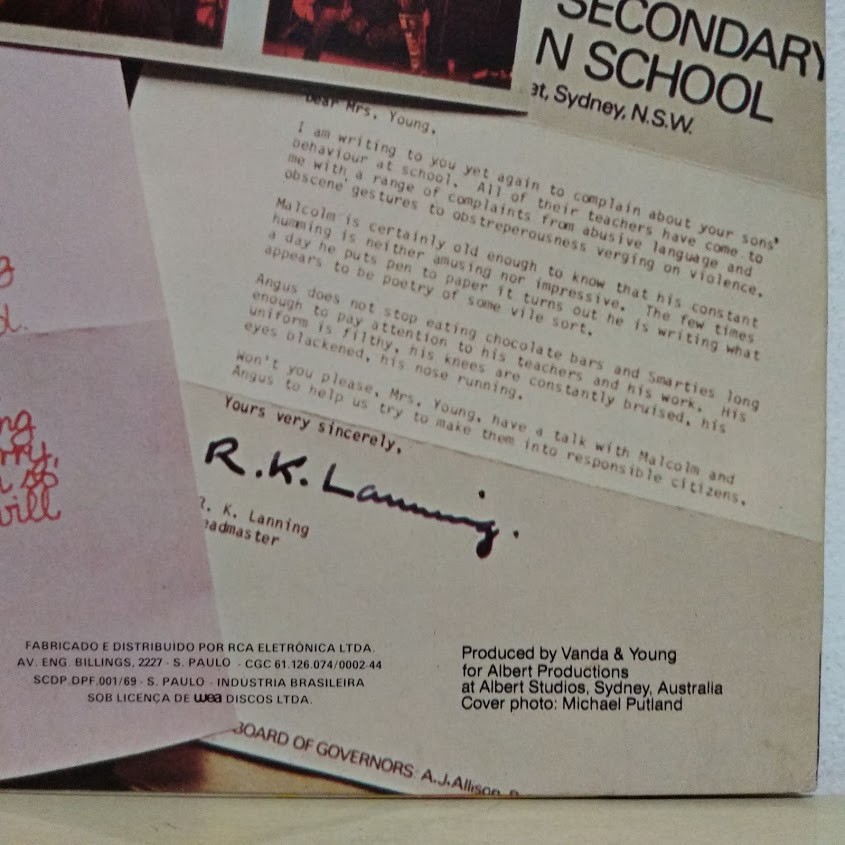 SECONDARY
N SCHOOL
et, Sydney, N.S.W.
Dear Mrs. Young,
I am writing to you yet again to complain about your sons'
behaviour at school. All of their teachers have come to
me with a range of complaints from abusive language and
obscene gestures to obstreperousness verging on violence.
Malcolm is certainly old enough to know that his constant
humming is neither amusing nor impressive. The few times
a day he puts pen to paper it turns out he is writing what
appears to be poetry of some vile sort.
Angus does not stop eating chocolate bars and Smarties long
enough to pay attention to his teachers and his work. His
uniform is filthy, his knees are constantly bruised, his
eyes blackened, his nose running.
Won't you please, Mrs. Young, have a talk with Malcolm and
Angus to help us try to make them into responsible citizens.
Yours very sincerely,
R.K. Lanning.
R. K. Lanning
eadmaster
ng
will
FABRICADO E DISTRIBUIDO POR RCA ELETRÔNICA LTDA.
AV. ENG. BILLINGS, 2227 - S. PAULO - CGC 61.126.074/0002-44
SCDP.DPF.001/69 - S. PAULO - INDÚSTRIA BRASILEIRA
SOB LICENÇA DE wea DISCOS LTDA.
Produced by Vanda & Young
for Albert Productions
at Albert Studios, Sydney, Australia
Cover photo: Michael Putland
BOARD OF GOVERNORS: A.J.Allison